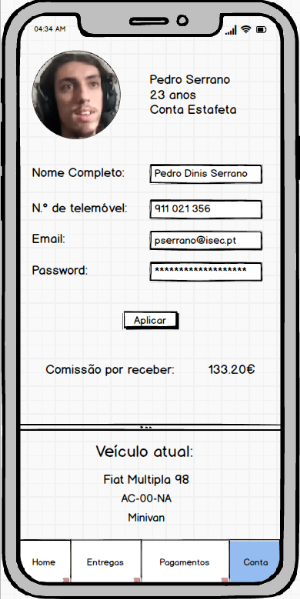 04:34 AM
Pedro Serrano
23 anos
Conta Estafeta
Nome Completo: Pedro Dinis Serrano
N.º de telemóvel: 911 021 356
Email: pserrano@isec.pt
Password: *******************
Aplicar
Comissão por receber: 133.20€
Veículo atual:
Fiat Multipla 98
AC-00-NA
Minivan
Home Entregas Pagamentos Conta